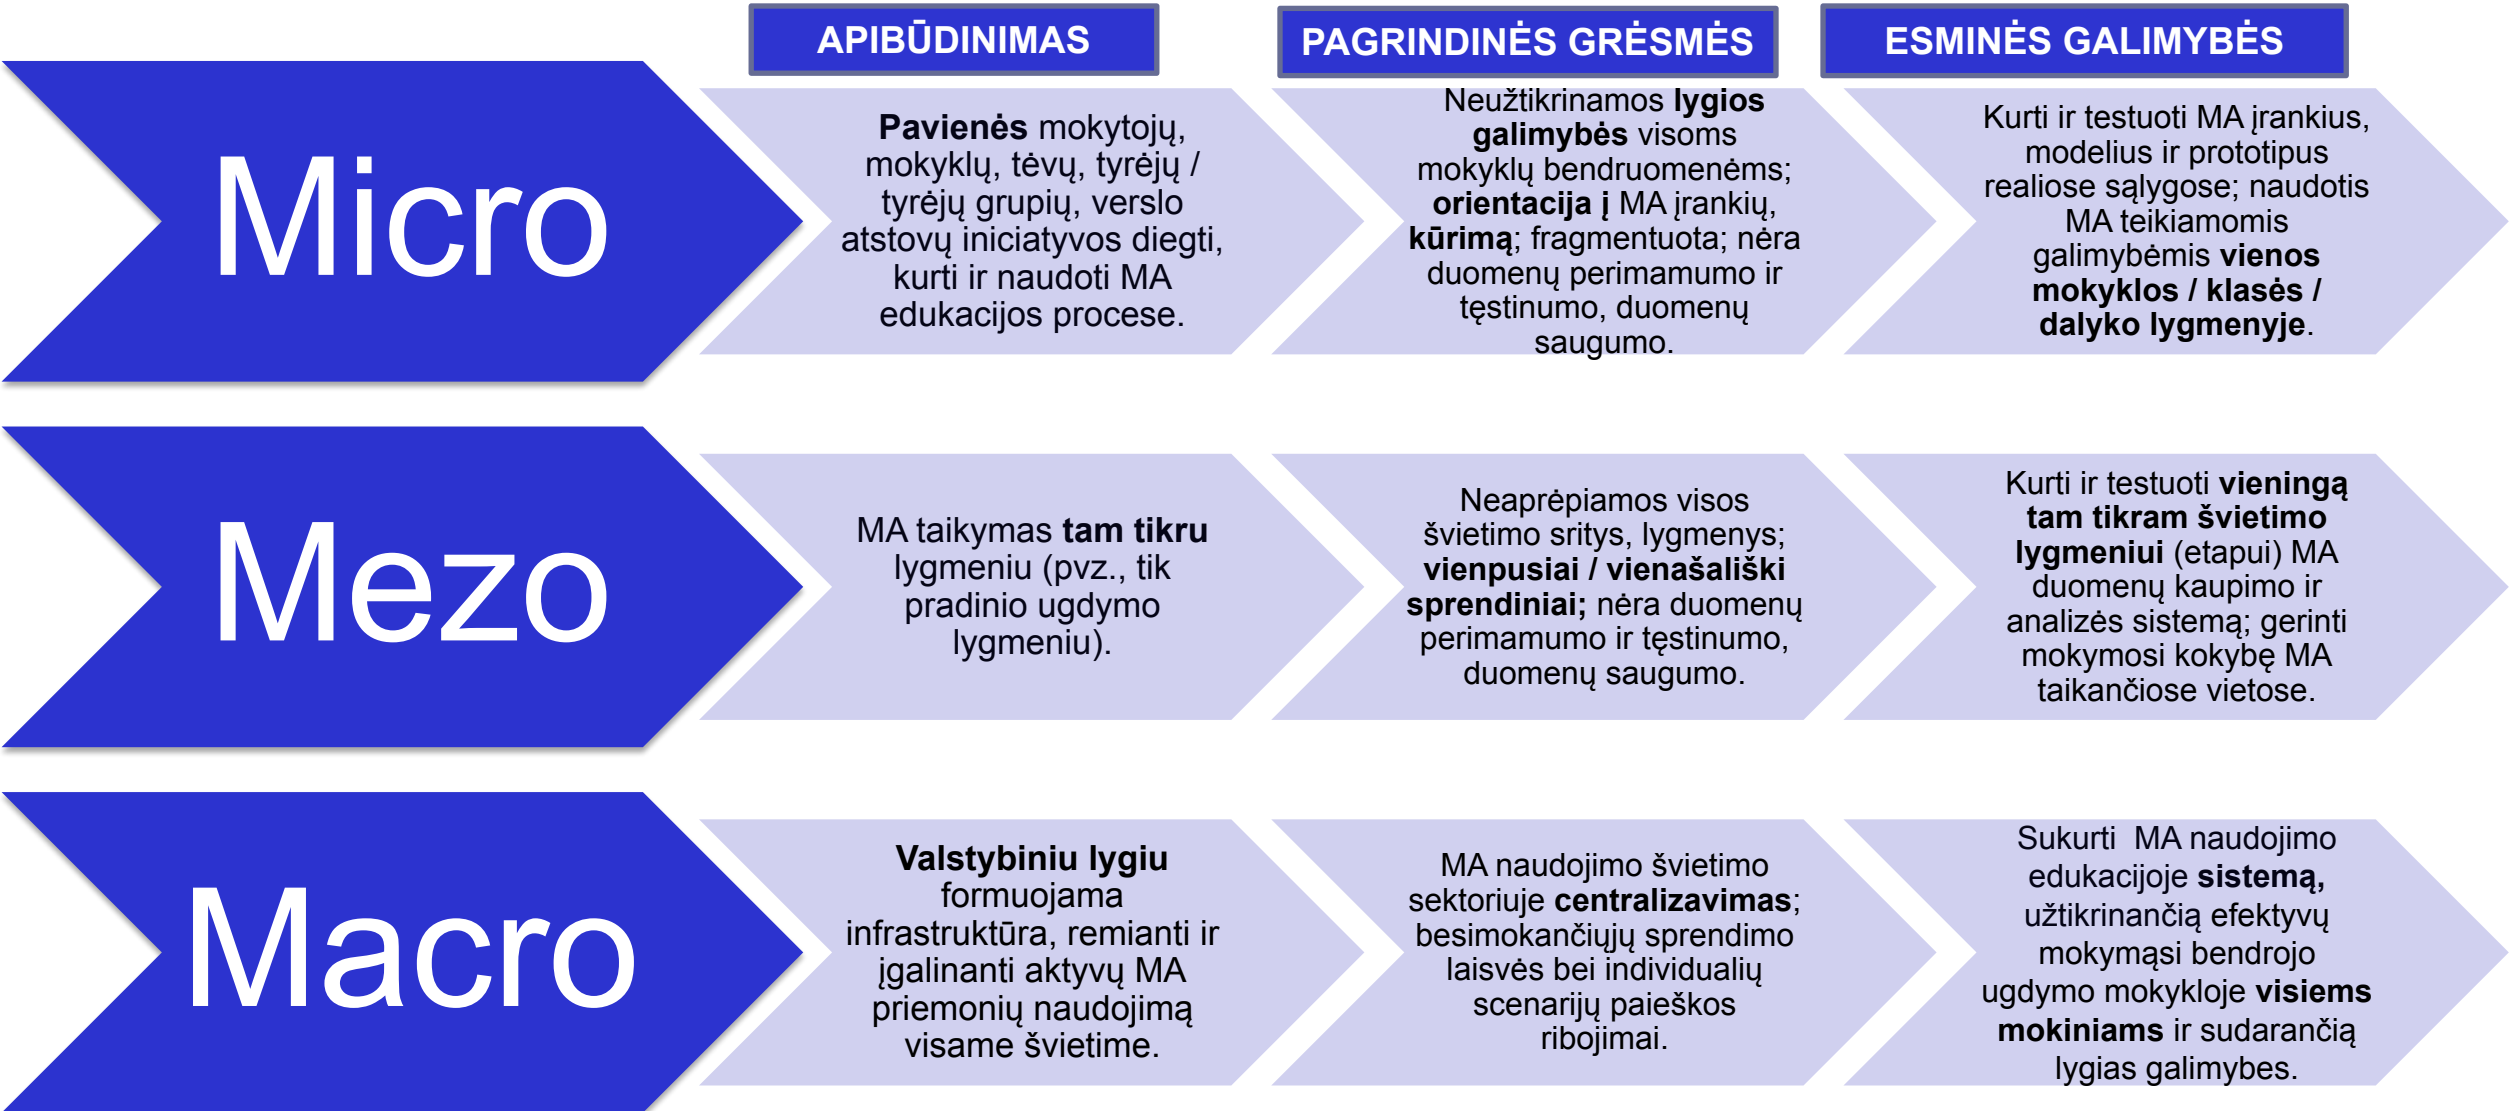 APIBŪDINIMAS
PAGRINDINĖS GRĖSMĖS
ESMINĖS GALIMYBĖS
Micro
Pavienės mokytojų,
mokyklų, tėvų, tyrėjų /
tyrėjų grupių, verslo
atstovų iniciatyvos diegti,
kurti ir naudoti MA
edukacijos procese.
Neužtikrinamos lygios
galimybės visoms
mokyklų bendruomenėms;
orientacija į MA įrankių,
kūrimą; fragmentuota; nėra
duomenų perimamumo ir
tęstinumo, duomenų
saugumo.
Kurti ir testuoti MA įrankius,
modelius ir prototipus
realiose sąlygose; naudotis
MA teikiamomis
galimybėmis vienos
mokyklos / klasės /
dalyko lygmenyje.
Mezo
MA taikymas tam tikru
lygmeniu (pvz., tik
pradinio ugdymo
lygmeniu).
Neaprėpiamos visos
švietimo sritys, lygmenys;
vienpusiai / vienašališki
sprendiniai; nėra duomenų
perimamumo ir tęstinumo,
duomenų saugumo.
Kurti ir testuoti vieningą
tam tikram švietimo
lygmeniui (etapui) MA
duomenų kaupimo ir
analizės sistemą; gerinti
mokymosi kokybę MA
taikančiose vietose.
Macro
Valstybiniu lygiu
formuojama
infrastruktūra, remianti ir
įgalinanti aktyvų MA
priemonių naudojimą
visame švietime.
MA naudojimo švietimo
sektoriuje centralizavimas;
besimokančiųjų sprendimo
laisvės bei individualių
scenarijų paieškos
ribojimai.
Sukurti  MA naudojimo
edukacijoje sistemą,
užtikrinančią efektyvų
mokymąsi bendrojo
ugdymo mokykloje visiems
mokiniams ir sudarančią
lygias galimybes.